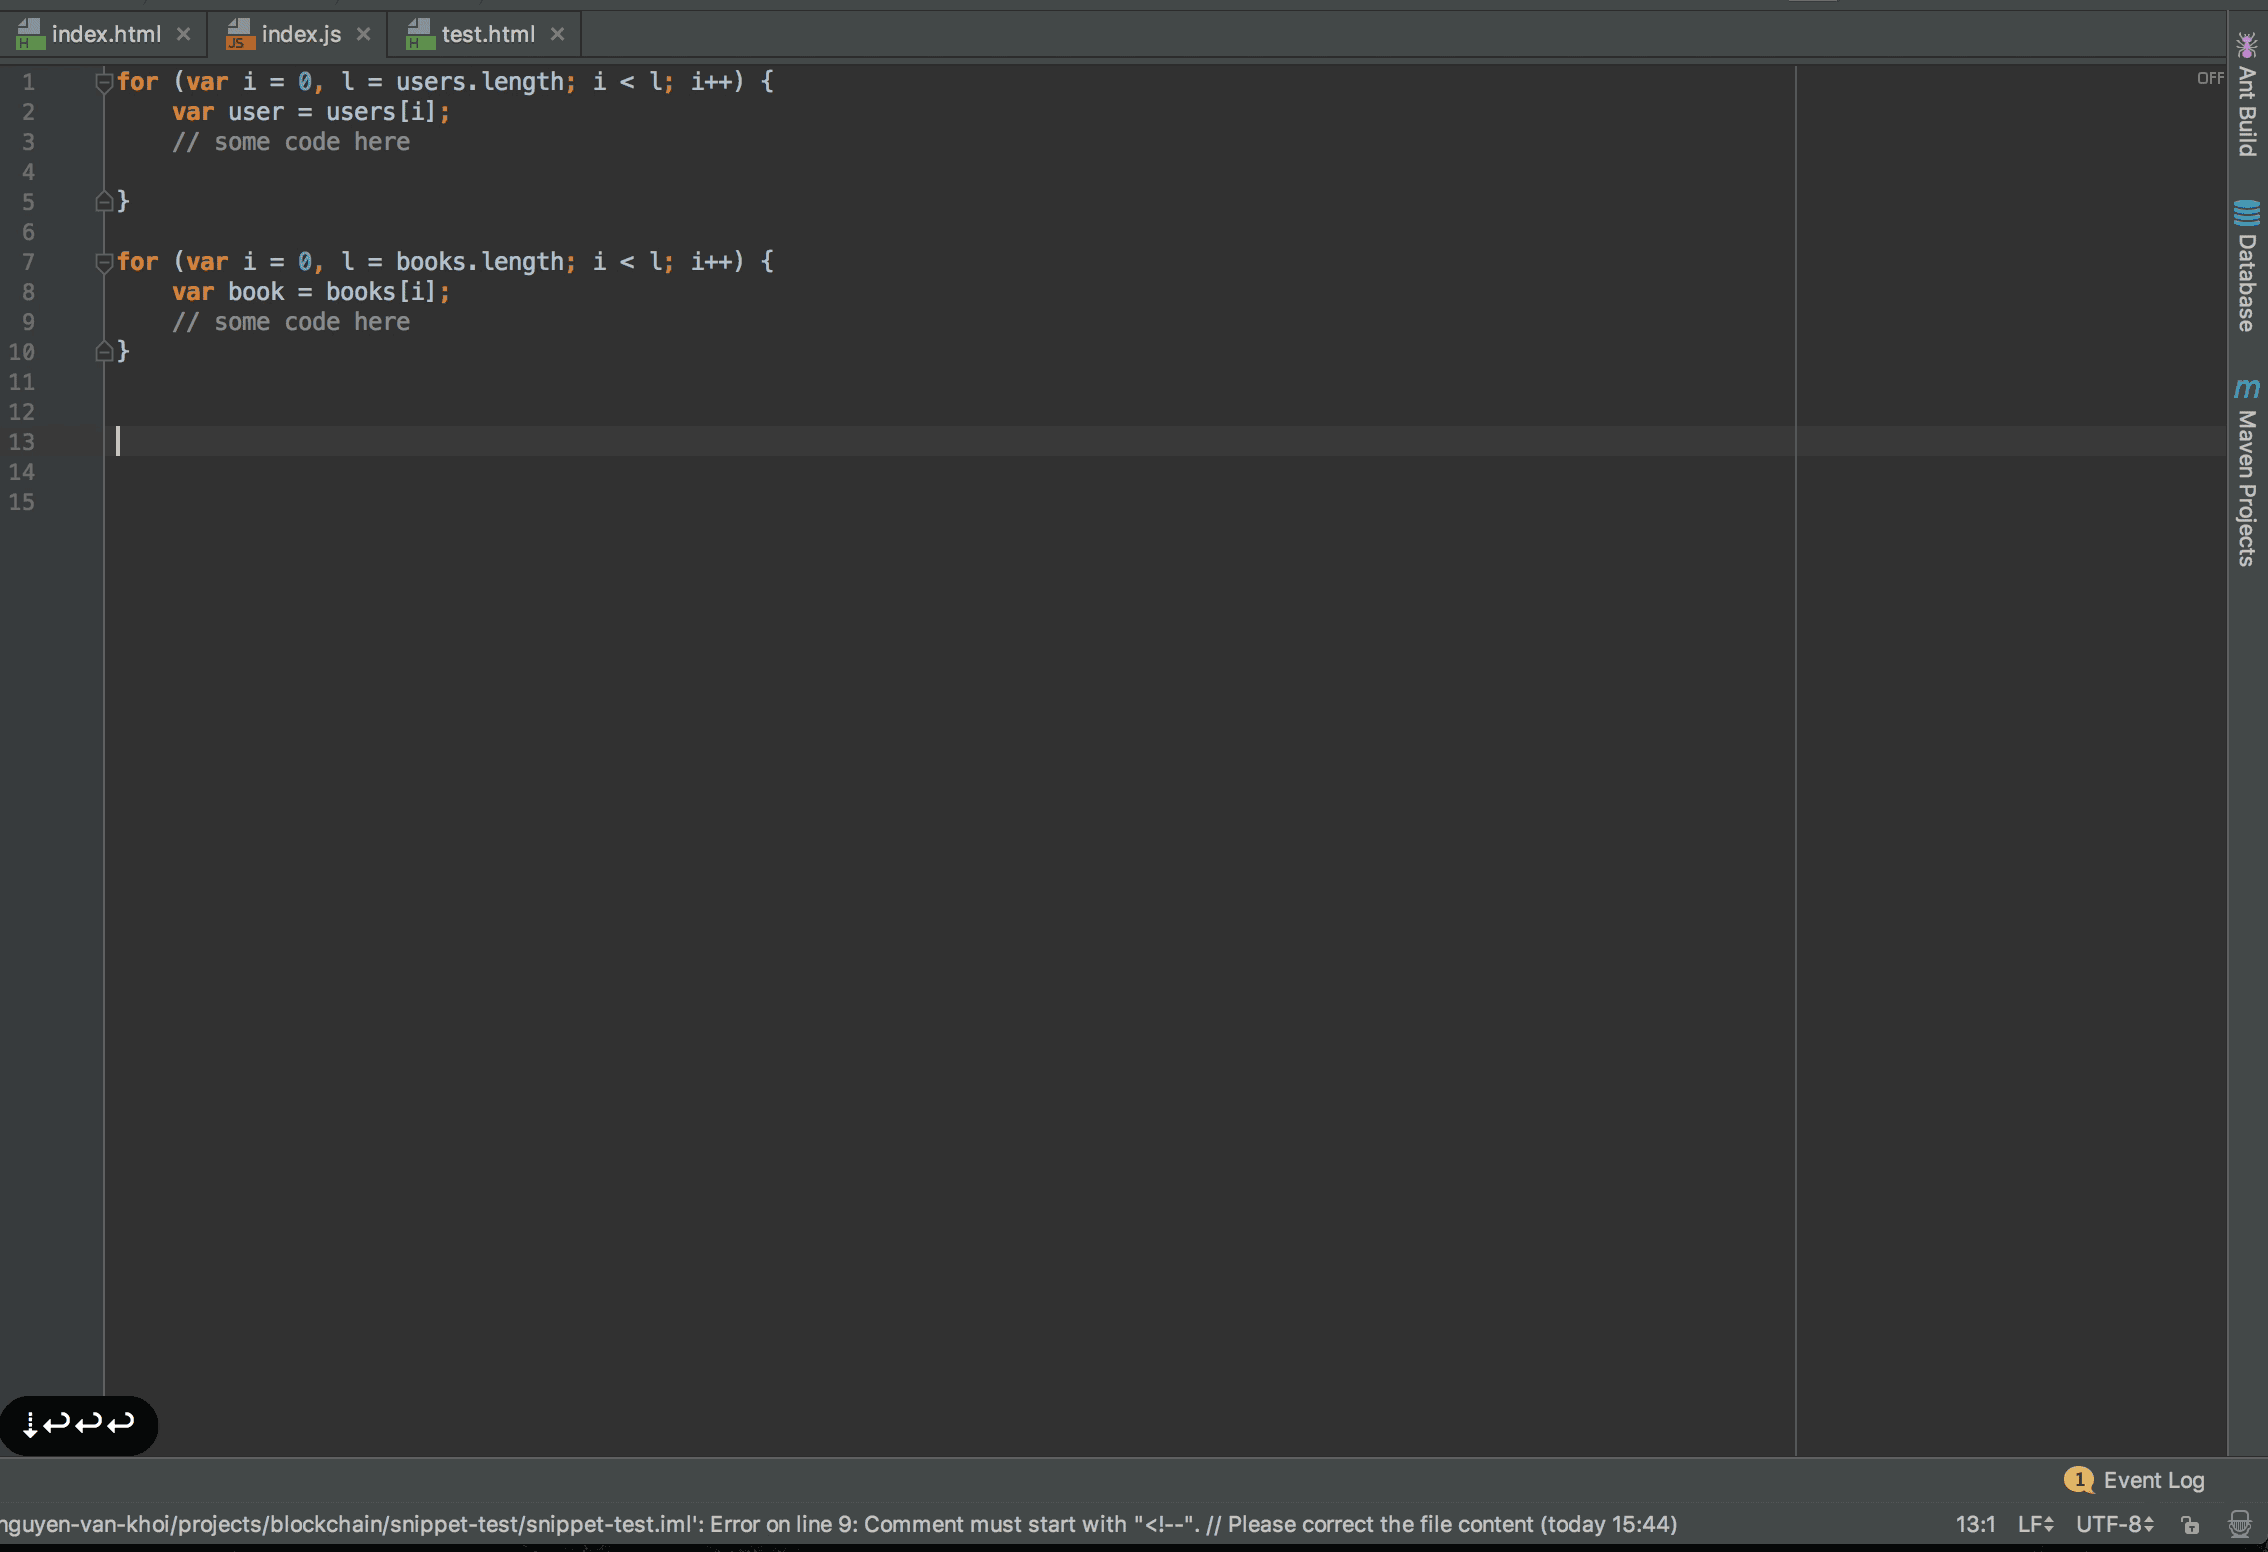 index.html
index.js
test.html
OFF
1 for (var i = 0, l = users.length; i < l; i++) {
2     var user = users[i];
3     // some code here
4
5 }
6
7 for (var i = 0, l = books.length; i < l; i++) {
8     var book = books[i];
9     // some code here
10 }
11
12
13
14
15
Ant Build
Database
m Maven Projects
1 Event Log
nguyen-van-khoi/projects/blockchain/snippet-test/snippet-test.iml': Error on line 9: Comment must start with "<!--". // Please correct the file content (today 15:44)
13:1 LF UTF-8